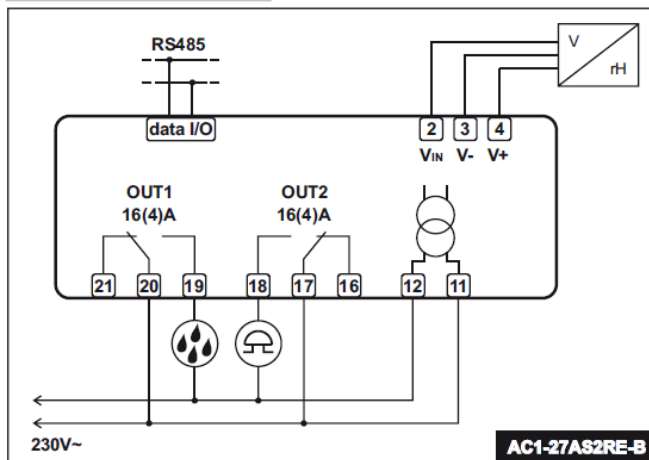 RS485
V
rH
data I/O
2 3 4
VIN V- V+
OUT1 OUT2
16(4)A 16(4)A
21 20 19 18 17 16 12 11
230V~
AC1-27AS2RE-B